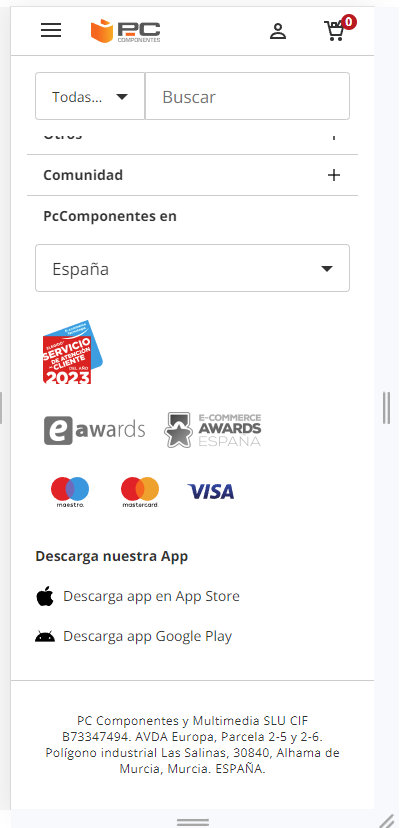 PC
COMPONENTES
0
Todas...
Buscar
Otros
Comunidad
PcComponentes en
España
ELEGIDO
SERVICIO
DE ATENCIÓN
AL CLIENTE
DEL AÑO
2023
eawards
E-COMMERCE
AWARDS
ESPAÑA
maestro.
mastercard
VISA
Descarga nuestra App
Descarga app en App Store
Descarga app Google Play
PC Componentes y Multimedia SLU CIF
B73347494. AVDA Europa, Parcela 2-5 y 2-6.
Polígono industrial Las Salinas, 30840, Alhama de
Murcia, Murcia. ESPAÑA.